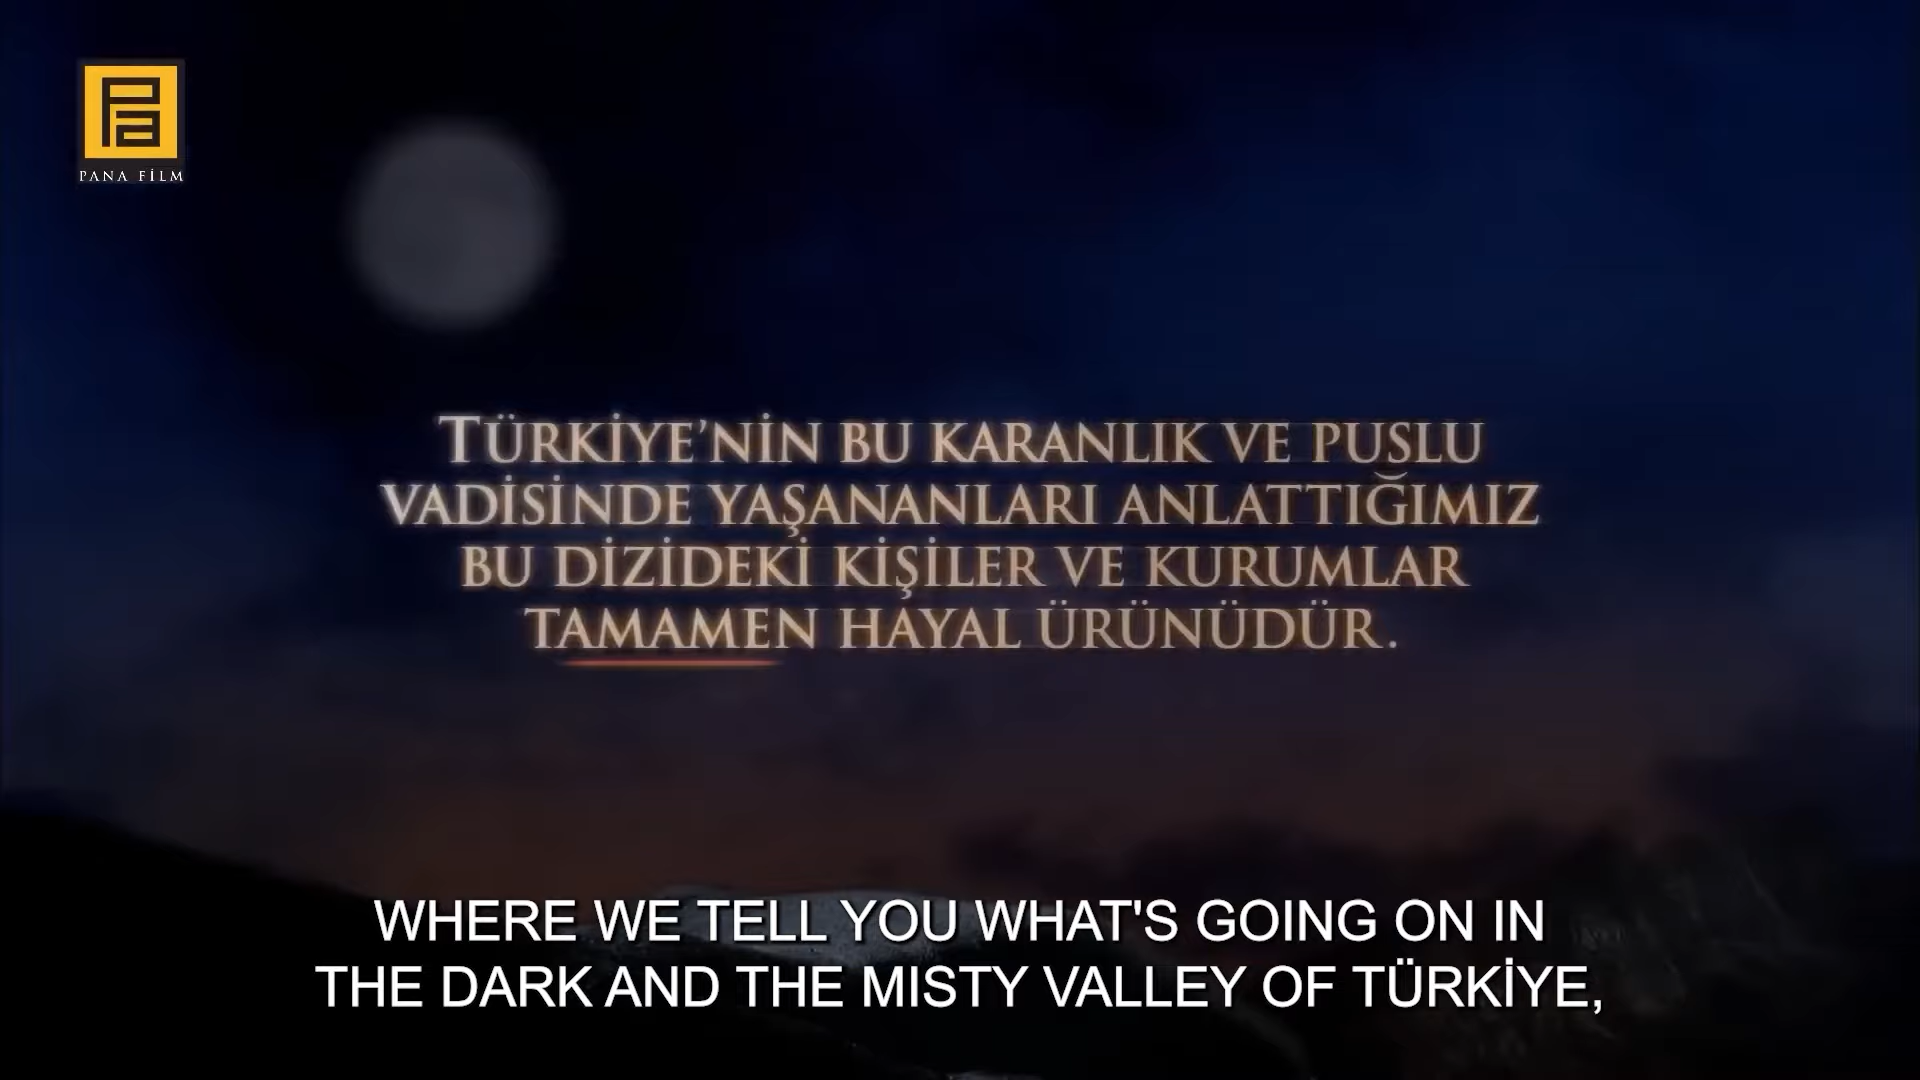 PANA FİLM
TÜRKİYE'NİN BU KARANLIK VE PUSLU
VADİSİNDE YAŞANANLARI ANLATTIĞIMIZ
BU DİZİDEKİ KİŞİLER VE KURUMLAR
TAMAMEN HAYAL ÜRÜNÜDÜR.
WHERE WE TELL YOU WHAT'S GOING ON IN
THE DARK AND THE MISTY VALLEY OF TÜRKİYE,